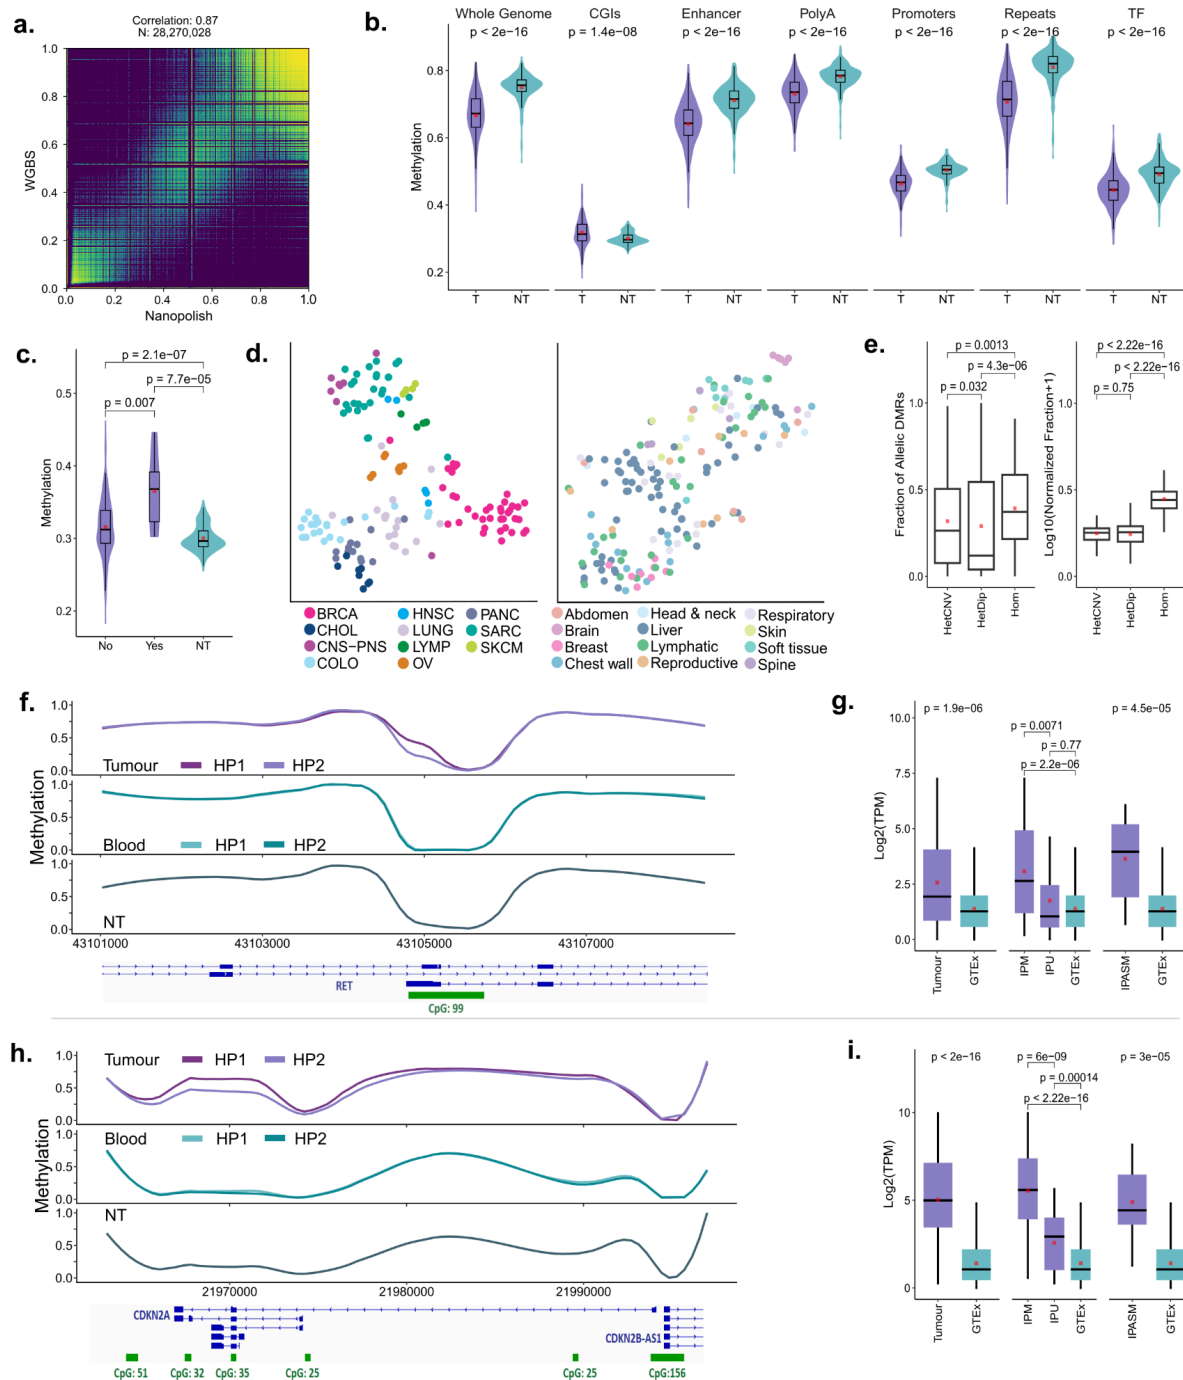 a.
Correlation: 0.87
N: 28,270,028
WGBS
1.0
0.8
0.6
0.4
0.2
0.0
0.0 0.2 0.4 0.6 0.8 1.0
Nanopolish
b.
Whole Genome CGIs Enhancer PolyA Promoters Repeats TF
p < 2e−16 p = 1.4e−08 p < 2e−16 p < 2e−16 p < 2e−16 p < 2e−16 p < 2e−16
Methylation
0.8
0.6
0.4
0.2
T NT T NT T NT T NT T NT T NT T NT
c.
p = 2.1e−07
p = 7.7e−05
p = 0.007
Methylation
0.5
0.4
0.3
0.2
No Yes NT
d.
BRCA HNSC PANC
CHOL LUNG SARC
CNS−PNS LYMP SKCM
COLO OV
Abdomen Head & neck Respiratory
Brain Liver Skin
Breast Lymphatic Soft tissue
Chest wall Reproductive Spine
e.
p = 0.0013
p = 4.3e−06
p = 0.032
Fraction of Allelic DMRs
1.0
0.5
0.0
HetCNV HetDip Hom
p <2.22e−16
p <2.22e−16
p = 0.75
Log10(Normalized Fraction+1)
1.0
0.5
0.0
HetCNV HetDip Hom
f.
Methylation
1.0
0.5
0.0
Tumour HP1 HP2
1.0
0.5
0.0
Blood HP1 HP2
1.0
0.5
0.0
NT
43101000 43103000 43105000 43107000
RET
CpG: 99
g.
p = 1.9e−06 p = 4.5e−05
p = 0.0071
p = 0.77
p = 2.2e−06
Log2(TPM)
10.0
7.5
5.0
2.5
0.0
Tumour GTEx IPM IPU GTEx IPASM GTEx
h.
Methylation
Tumour HP1 HP2
1.0
0.5
0.0
Blood HP1 HP2
1.0
0.5
0.0
NT
1.0
0.5
0.0
21970000 21980000 21990000
CDKN2A
CDKN2B-AS1
CpG: 51 CpG: 32 CpG: 35 CpG: 25 CpG: 25 CpG:156
i.
p < 2e−16 p = 6e−09 p = 3e−05
p = 0.00014
p < 2.22e−16
Log2(TPM)
10
5
0
Tumour GTEx IPM IPU GTEx IPASM GTEx